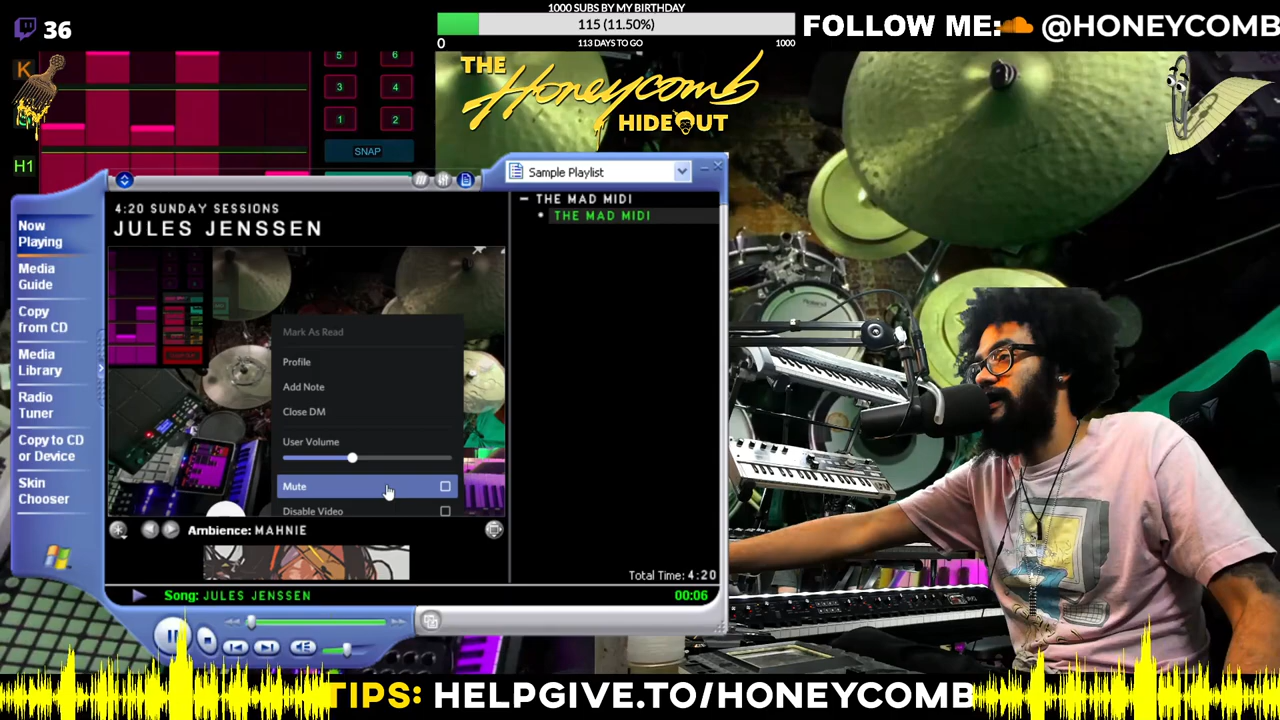 36
1000 SUBS BY MY BIRTHDAY
115 (11.50%)
0
113 DAYS TO GO
1000
FOLLOW ME:
@HONEYCOMB
THE
Honeycomb
HIDEOUT
K
H1
5
6
3
4
1
2
SNAP
Sample Playlist
THE MAD MIDI
THE MAD MIDI
4:20 SUNDAY SESSIONS
JULES JENSSEN
Now
Playing
Media
Guide
Copy
from CD
Media
Library
Radio
Tuner
Copy to CD
or Device
Skin
Chooser
Mark As Read
Profile
Add Note
Close DM
User Volume
Mute
Disable Video
Ambience: MAHNIE
Total Time: 4:20
Song: JULES JENSSEN
00:06
Roland
TIPS: HELPGIVE.TO/HONEYCOMB